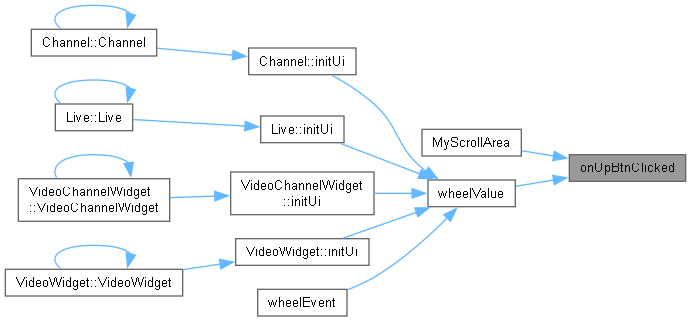 Channel::Channel
Channel::initUi
Live::Live
Live::initUi
MyScrollArea
onUpBtnClicked
VideoChannelWidget
::VideoChannelWidget
VideoChannelWidget
::initUi
wheelValue
VideoWidget::initUi
VideoWidget::VideoWidget
wheelEvent